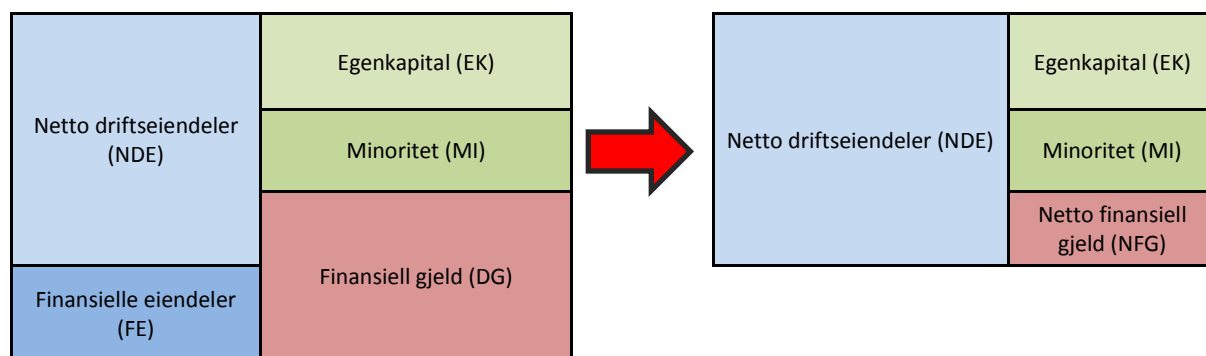 Netto driftseiendeler
(NDE)
Finansielle eiendeler
(FE)
Egenkapital (EK)
Minoritet (MI)
Finansiell gjeld (DG)
Netto driftseiendeler (NDE)
Egenkapital (EK)
Minoritet (MI)
Netto finansiell
gjeld (NFG)